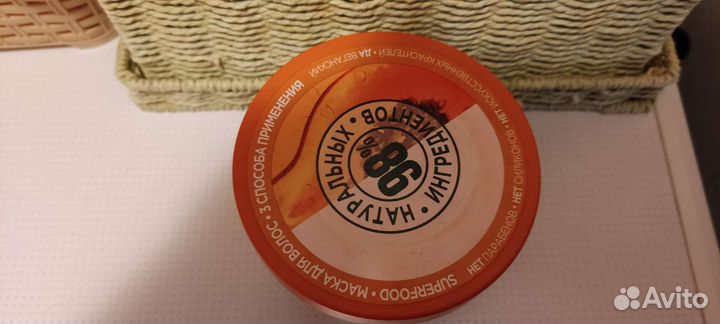 SUPERFOOD • МАСКА ДЛЯ ВОЛОС • 3 СПОСОБА ПРИМЕНЕНИЯ
НАТУРАЛЬНЫХ •
98%
ИНГРЕДИЕНТОВ •
НЕТ ПАРАБЕНОВ • НЕТ СИЛИКОНОВ • НЕТ ИСКУССТВЕННЫХ КРАСИТЕЛЕЙ • ДА ВЕГАНСКИЙ
Avito